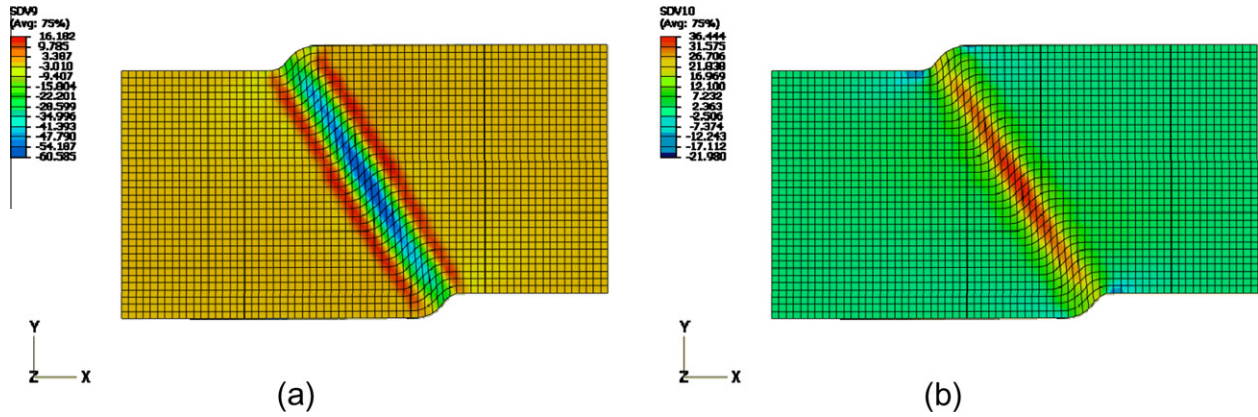 SDV9
(Avg: 75%)
16.182
9.785
3.387
-3.010
-9.407
-15.804
-22.201
-28.599
-34.996
-41.393
-47.790
-54.187
-60.585
Y
Z
X
(a)
SDV10
(Avg: 75%)
36.444
31.575
26.706
21.838
16.969
12.100
7.232
2.363
-2.506
-7.374
-12.243
-17.112
-21.980
Y
Z
X
(b)